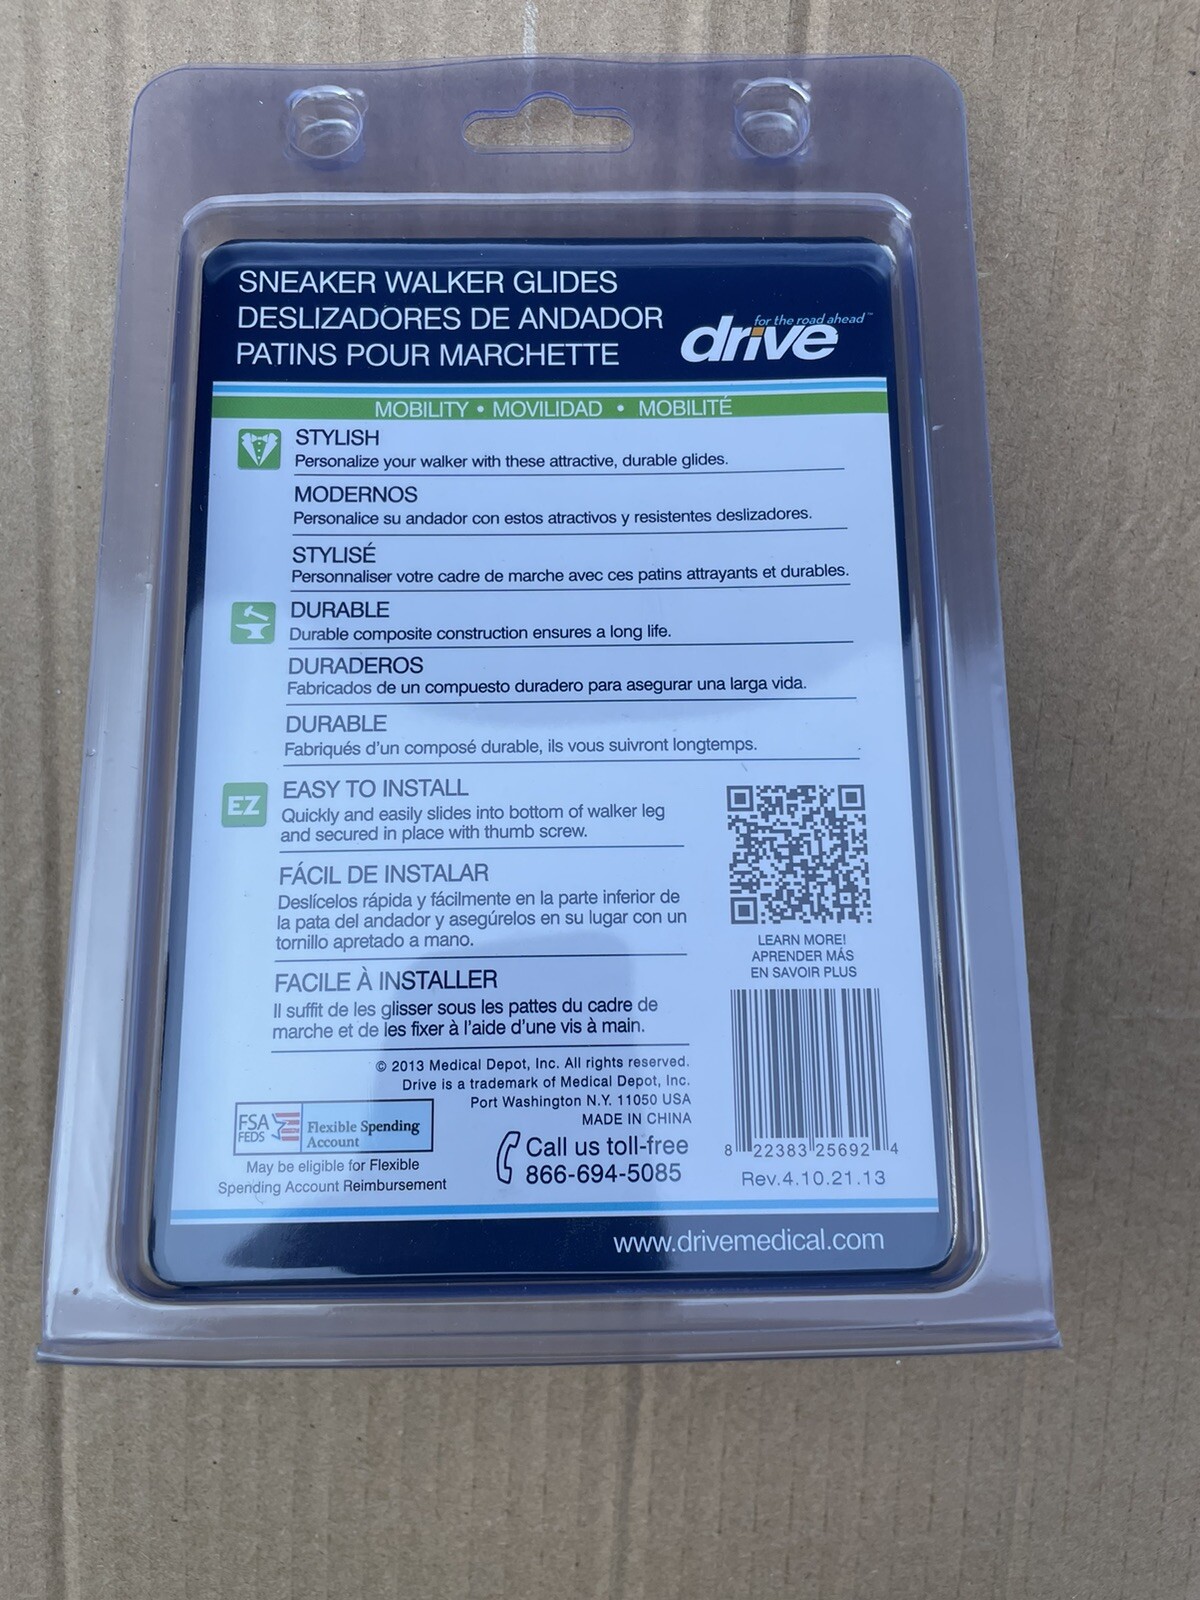 SNEAKER WALKER GLIDES
DESLIZADORES DE ANDADOR
PATINS POUR MARCHETTE
for the road ahead™
drive
MOBILITY • MOVILIDAD • MOBILITÉ
STYLISH
Personalize your walker with these attractive, durable glides.
MODERNOS
Personalice su andador con estos atractivos y resistentes deslizadores.
STYLISÉ
Personnaliser votre cadre de marche avec ces patins attrayants et durables.
DURABLE
Durable composite construction ensures a long life.
DURADEROS
Fabricados de un compuesto duradero para asegurar una larga vida.
DURABLE
Fabriqués d'un composé durable, ils vous suivront longtemps.
EZ
EASY TO INSTALL
Quickly and easily slides into bottom of walker leg
and secured in place with thumb screw.
FÁCIL DE INSTALAR
Deslícelos rápida y fácilmente en la parte inferior de
la pata del andador y asegúrelos en su lugar con un
tornillo apretado a mano.
FACILE À INSTALLER
Il suffit de les glisser sous les pattes du cadre de
marche et de les fixer à l'aide d'une vis à main.
LEARN MORE!
APRENDER MÁS
EN SAVOIR PLUS
© 2013 Medical Depot, Inc. All rights reserved.
Drive is a trademark of Medical Depot, Inc.
Port Washington N.Y. 11050 USA
MADE IN CHINA
FSA
FEDS
Flexible Spending
Account
May be eligible for Flexible
Spending Account Reimbursement
Call us toll-free
866-694-5085
8 22383 25692 4
Rev.4.10.21.13
www.drivemedical.com